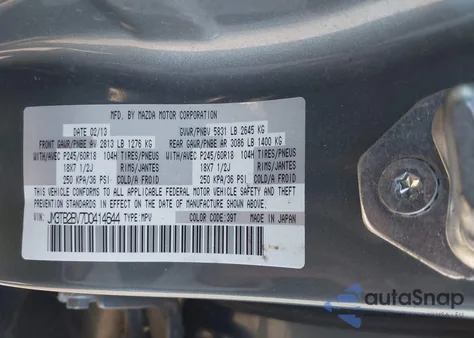 MFD. BY MAZDA MOTOR CORPORATION
DATE 02/13 GVWR/PNBV 5831 LB 2645 KG
FRONT GAWR/PNBE AV 2813 LB 1276 KG REAR GAWR/PNBE AR 3086 LB 1400 KG
WITH/AVEC P245/60R18 104H TIRES/PNEUS WITH/AVEC P245/60R18 104H TIRES/PNEUS
18X7 1/2J RIMS/JANTES 18X7 1/2J RIMS/JANTES
250 KPA/36 PSI COLD/A FROID 250 KPA/36 PSI COLD/A FROID
THIS VEHICLE CONFORMS TO ALL APPLICABLE FEDERAL MOTOR VEHICLE SAFETY AND THEFT
PREVENTION STANDARDS IN EFFECT ON THE DATE OF MANUFACTURE SHOWN ABOVE.
VIN: JM3TB2BV7D0414644 TYPE MPV COLOR CODE:39T MADE IN JAPAN
autoSnap